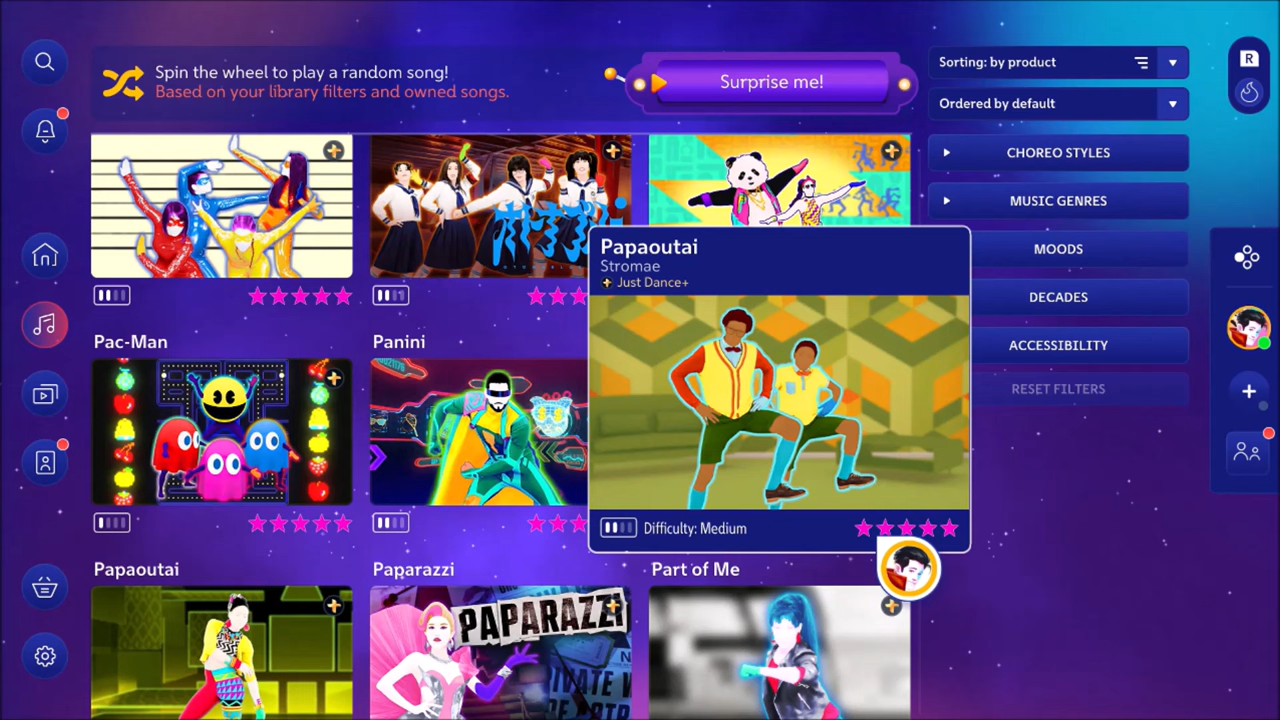 Spin the wheel to play a random song!
Based on your library filters and owned songs.
Surprise me!
Sorting: by product
Ordered by default
R
CHOREO STYLES
MUSIC GENRES
MOODS
DECADES
ACCESSIBILITY
RESET FILTERS
Papaoutai
Stromae
Just Dance+
Difficulty: Medium
Pac-Man
Panini
Papaoutai
Paparazzi
Part of Me
PAPARAZZI